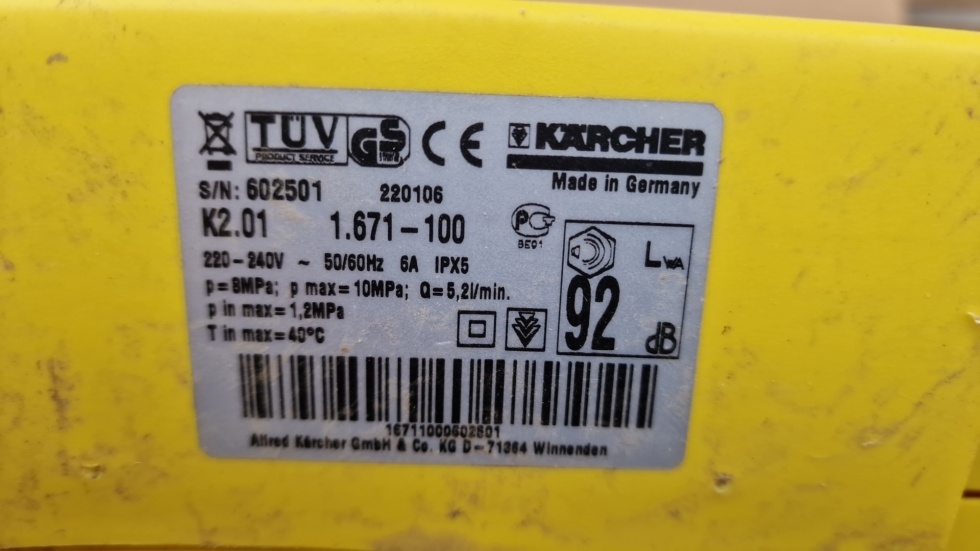 TÜV GS CE KÄRCHER
PRODUCT SERVICE
Made in Germany
S/N: 602501 220106
K2.01 1.671-100
BE01
220-240V ~ 50/60Hz 6A IPX5
p=8MPa; p max=10MPa; Q=5,2l/min.
p in max=1,2MPa
T in max=40°C
LWA
92 dB
16711000602501
Alfred Kärcher GmbH & Co. KG D-71364 Winnenden